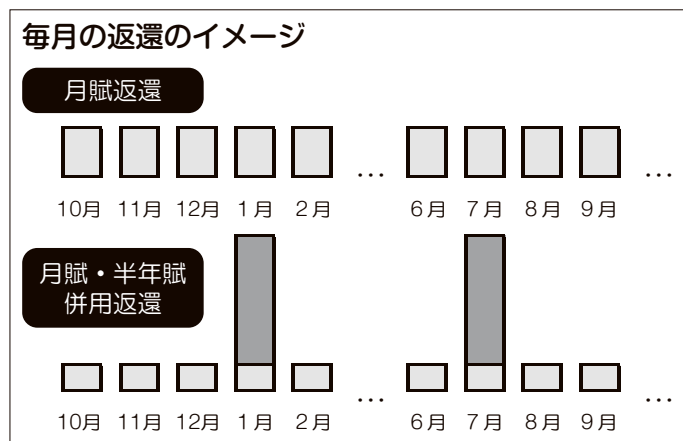 毎月の返還のイメージ
月賦返還
10月 11月 12月 1月 2月 … 6月 7月 8月 9月 …
月賦・半年賦
併用返還
10月 11月 12月 1月 2月 … 6月 7月 8月 9月 …